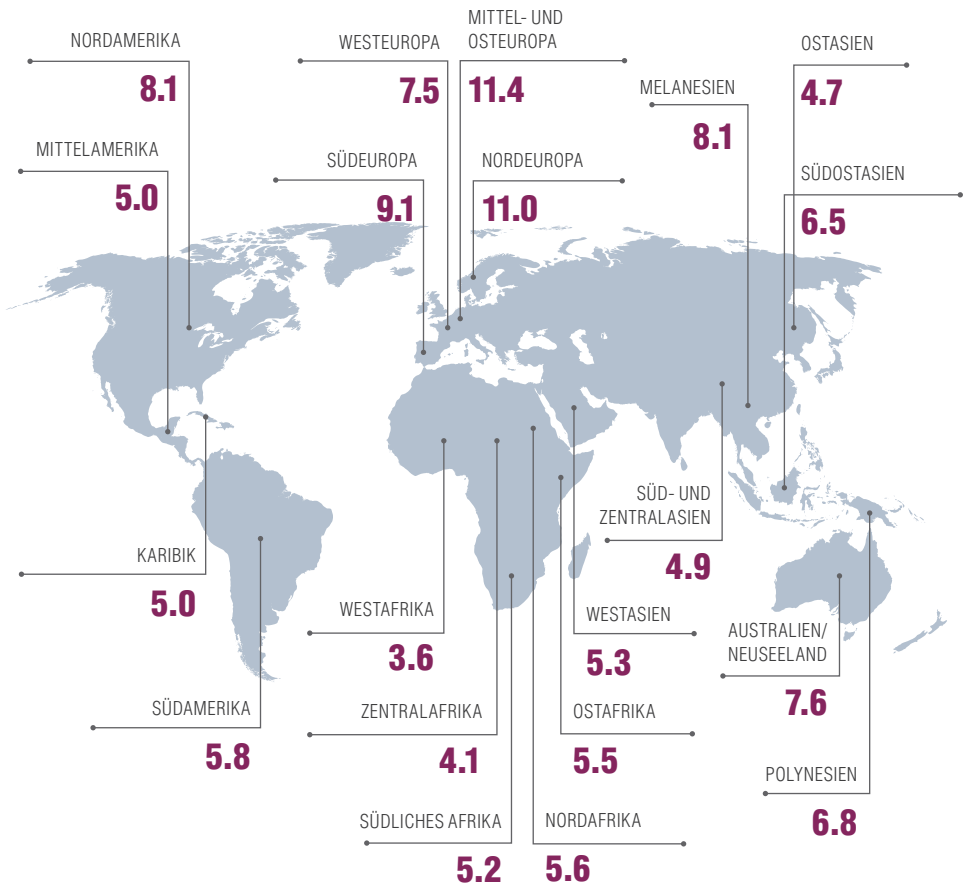 NORDAMERIKA
8.1
MITTELAMERIKA
5.0
WESTEUROPA
7.5
MITTEL- UND
OSTEUROPA
11.4
SÜDEUROPA
9.1
NORDEUROPA
11.0
MELANESIEN
8.1
OSTASIEN
4.7
SÜDOSTASIEN
6.5
KARIBIK
5.0
SÜDAMERIKA
5.8
WESTAFRIKA
3.6
ZENTRALAFRIKA
4.1
SÜDLICHES AFRIKA
5.2
NORDAFRIKA
5.6
OSTAFRIKA
5.5
WESTASIEN
5.3
SÜD- UND
ZENTRALASIEN
4.9
AUSTRALIEN/
NEUSEELAND
7.6
POLYNESIEN
6.8